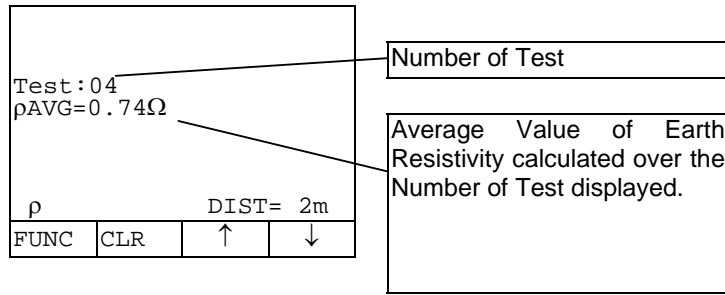 Test:04
ρAVG=0.74Ω
ρ DIST= 2m
FUNC CLR ↑ ↓
Number of Test
Average Value of Earth
Resistivity calculated over the
Number of Test displayed.